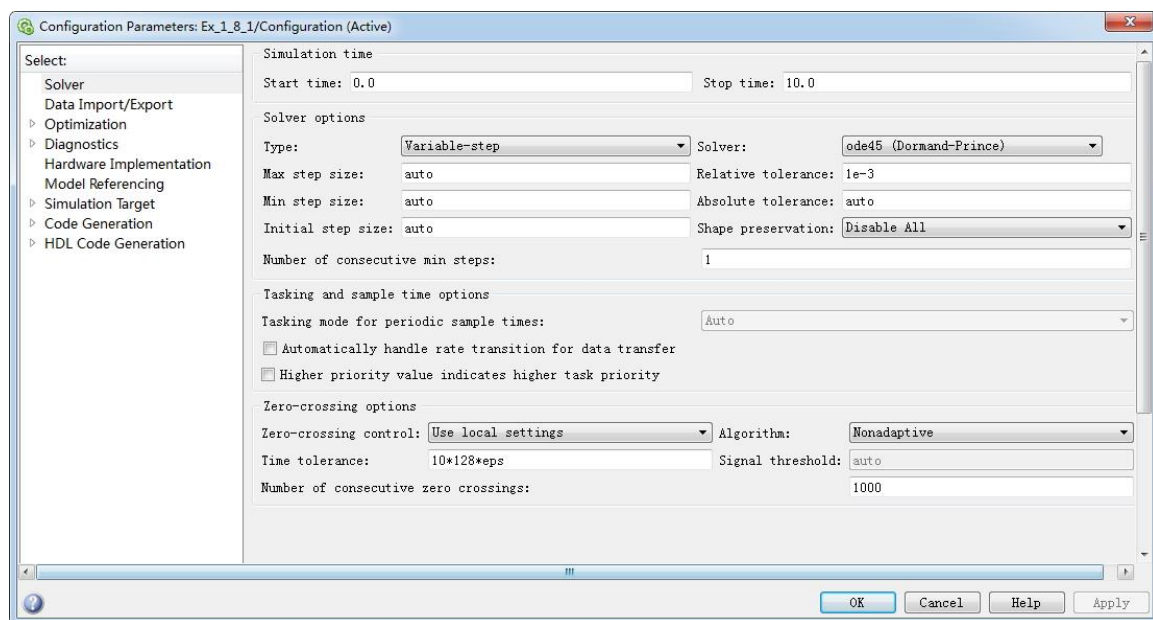 Configuration Parameters: Ex_1_8_1/Configuration (Active)
Select:
Solver
Data Import/Export
Optimization
Diagnostics
Hardware Implementation
Model Referencing
Simulation Target
Code Generation
HDL Code Generation
Simulation time
Start time: 0.0 Stop time: 10.0
Solver options
Type: Variable-step Solver: ode45 (Dormand-Prince)
Max step size: auto Relative tolerance: 1e-3
Min step size: auto Absolute tolerance: auto
Initial step size: auto Shape preservation: Disable All
Number of consecutive min steps: 1
Tasking and sample time options
Tasking mode for periodic sample times: Auto
Automatically handle rate transition for data transfer
Higher priority value indicates higher task priority
Zero-crossing options
Zero-crossing control: Use local settings Algorithm: Nonadaptive
Time tolerance: 10*128*eps Signal threshold: auto
Number of consecutive zero crossings: 1000
OK Cancel Help Apply